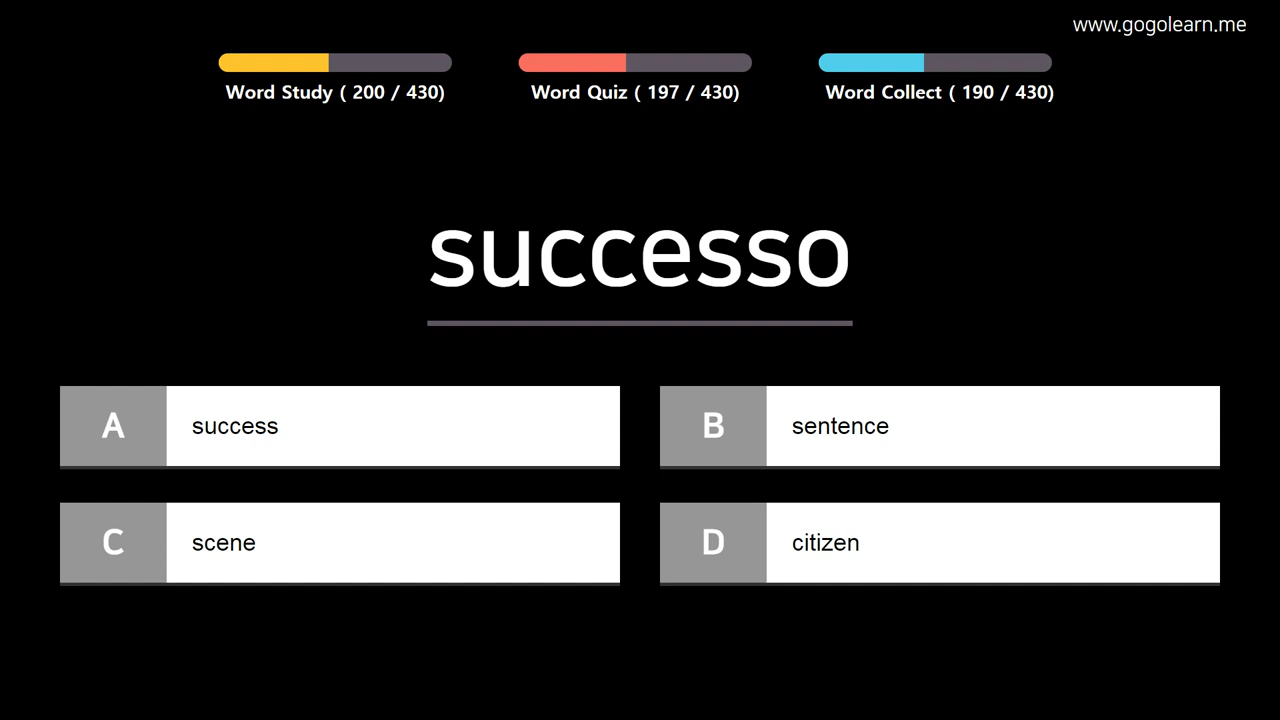 www.gogolearn.me
Word Study ( 200 / 430)
Word Quiz ( 197 / 430)
Word Collect ( 190 / 430)
successo
A success
B sentence
C scene
D citizen